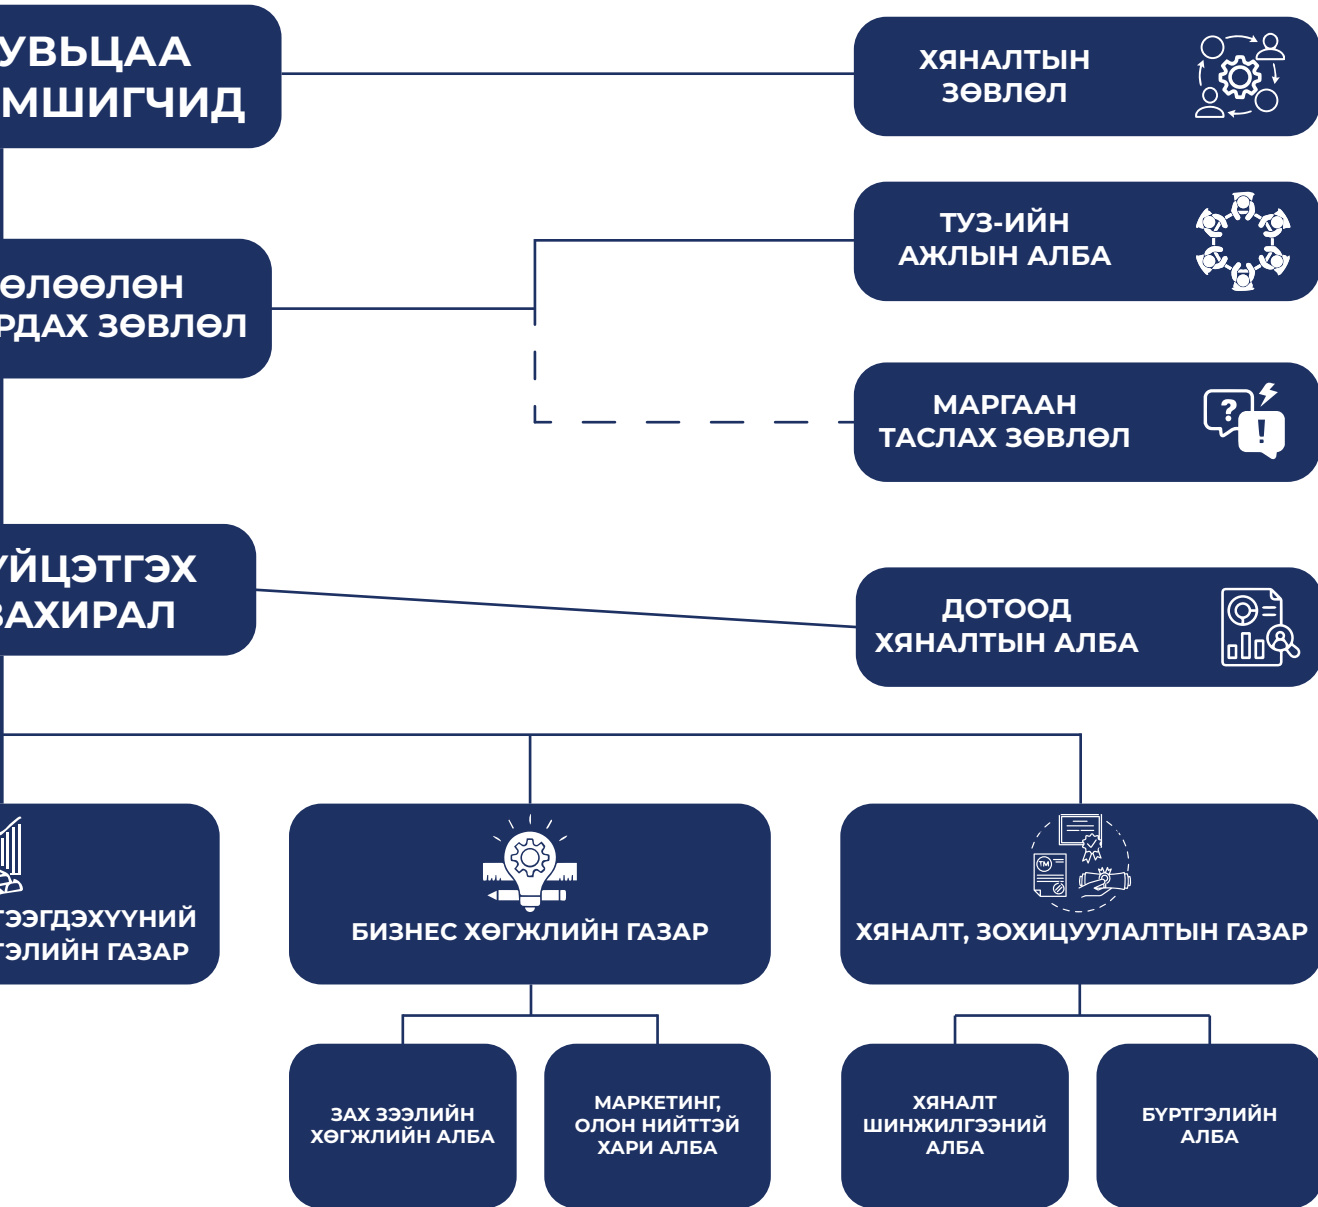 УВЬЦАА
МШИГЧИД
ХЯНАЛТЫН
ЗӨВЛӨЛ
ТУЗ-ИЙН
АЖЛЫН АЛБА
ӨЛӨӨЛӨН
РДАХ ЗӨВЛӨЛ
МАРГААН
ТАСЛАХ ЗӨВЛӨЛ
ҮЙЦЭТГЭХ
ЗАХИРАЛ
ДОТООД
ХЯНАЛТЫН АЛБА
ТЭЭГДЭХҮҮНИЙ
ТЭЛИЙН ГАЗАР
БИЗНЕС ХӨГЖЛИЙН ГАЗАР
TM
ХЯНАЛТ, ЗОХИЦУУЛАЛТЫН ГАЗАР
ЗАХ ЗЭЭЛИЙН
ХӨГЖЛИЙН АЛБА
МАРКЕТИНГ,
ОЛОН НИЙТТЭЙ
ХАРИ АЛБА
ХЯНАЛТ
ШИНЖИЛГЭЭНИЙ
АЛБА
БҮРТГЭЛИЙН
АЛБА